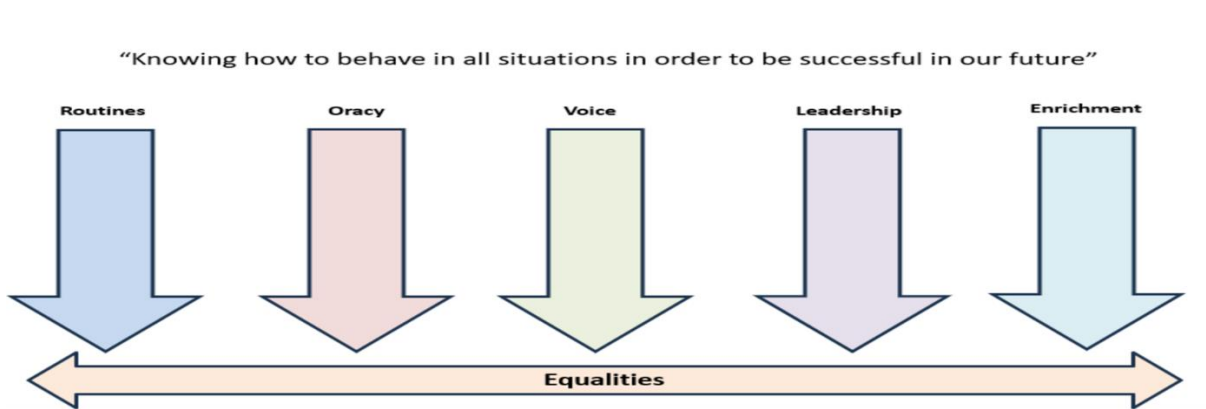 “Knowing how to behave in all situations in order to be successful in our future”
Routines
Oracy
Voice
Leadership
Enrichment
Equalities